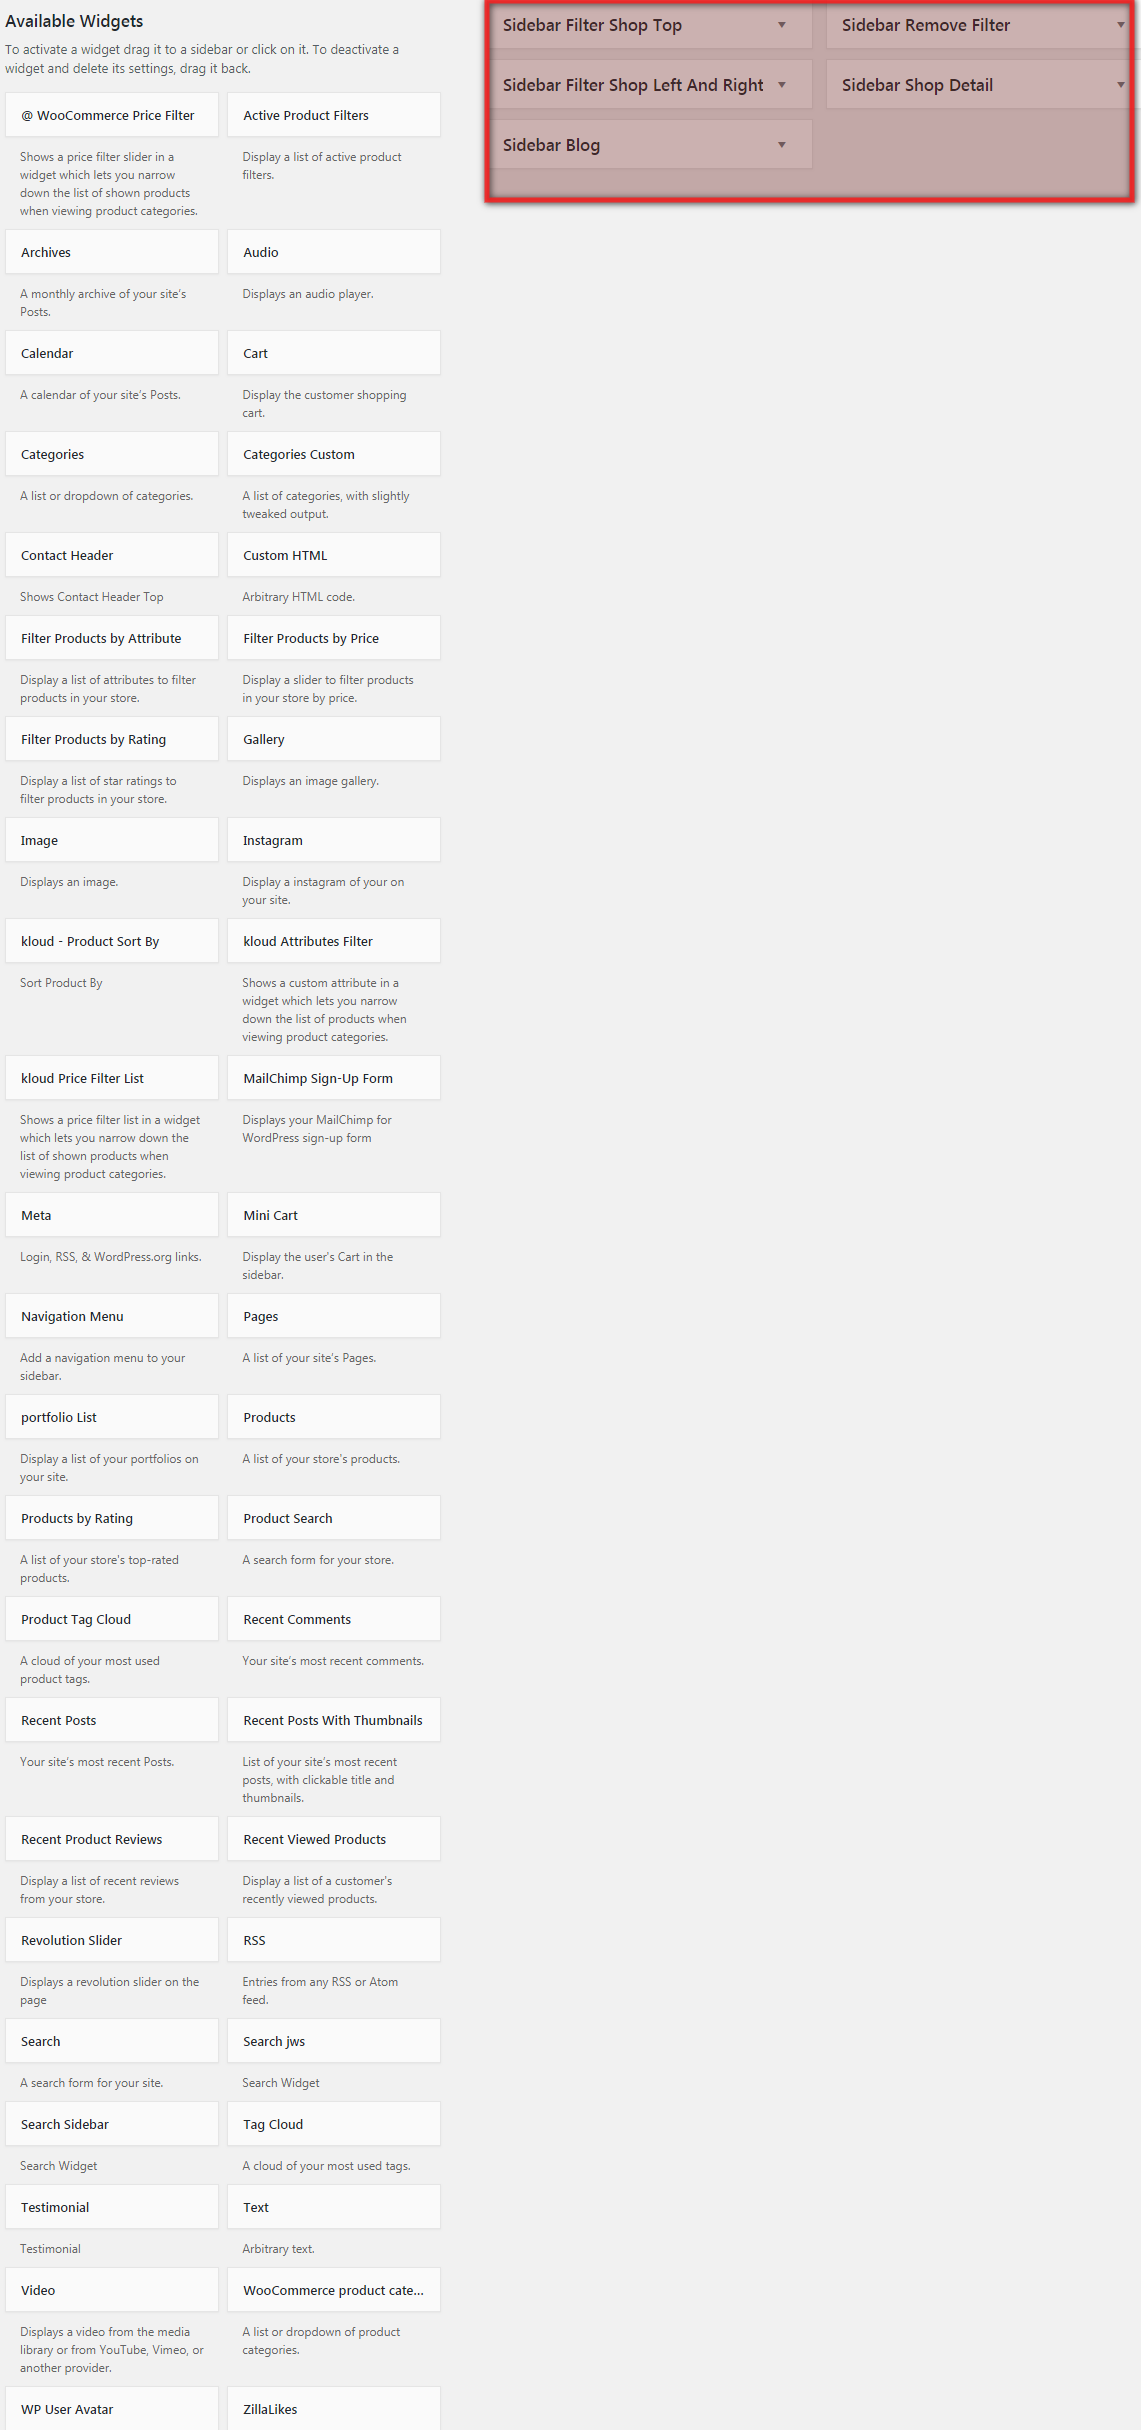 Available Widgets
To activate a widget drag it to a sidebar or click on it. To deactivate a
widget and delete its settings, drag it back.
@ WooCommerce Price Filter
Shows a price filter slider in a
widget which lets you narrow
down the list of shown products
when viewing product categories.
Active Product Filters
Display a list of active product
filters.
Archives
A monthly archive of your site's
Posts.
Audio
Displays an audio player.
Calendar
A calendar of your site's Posts.
Cart
Display the customer shopping
cart.
Categories
A list or dropdown of categories.
Categories Custom
A list of categories, with slightly
tweaked output.
Contact Header
Shows Contact Header Top
Custom HTML
Arbitrary HTML code.
Filter Products by Attribute
Display a list of attributes to filter
products in your store.
Filter Products by Price
Display a slider to filter products
in your store by price.
Filter Products by Rating
Display a list of star ratings to
filter products in your store.
Gallery
Displays an image gallery.
Image
Displays an image.
Instagram
Display a instagram of your on
your site.
kloud - Product Sort By
Sort Product By
kloud Attributes Filter
Shows a custom attribute in a
widget which lets you narrow
down the list of products when
viewing product categories.
kloud Price Filter List
Shows a price filter list in a widget
which lets you narrow down the
list of shown products when
viewing product categories.
MailChimp Sign-Up Form
Displays your MailChimp for
WordPress sign-up form
Meta
Login, RSS, & WordPress.org links.
Mini Cart
Display the user's Cart in the
sidebar.
Navigation Menu
Add a navigation menu to your
sidebar.
Pages
A list of your site's Pages.
portfolio List
Display a list of your portfolios on
your site.
Products
A list of your store's products.
Products by Rating
A list of your store's top-rated
products.
Product Search
A search form for your store.
Product Tag Cloud
A cloud of your most used
product tags.
Recent Comments
Your site's most recent comments.
Recent Posts
Your site's most recent Posts.
Recent Posts With Thumbnails
List of your site's most recent
posts, with clickable title and
thumbnails.
Recent Product Reviews
Display a list of recent reviews
from your store.
Recent Viewed Products
Display a list of a customer's
recently viewed products.
Revolution Slider
Displays a revolution slider on the
page
RSS
Entries from any RSS or Atom
feed.
Search
A search form for your site.
Search jws
Search Widget
Search Sidebar
Search Widget
Tag Cloud
A cloud of your most used tags.
Testimonial
Testimonial
Text
Arbitrary text.
Video
Displays a video from the media
library or from YouTube, Vimeo, or
another provider.
WooCommerce product cate...
A list or dropdown of product
categories.
WP User Avatar
ZillaLikes
Sidebar Filter Shop Top
Sidebar Remove Filter
Sidebar Filter Shop Left And Right
Sidebar Shop Detail
Sidebar Blog